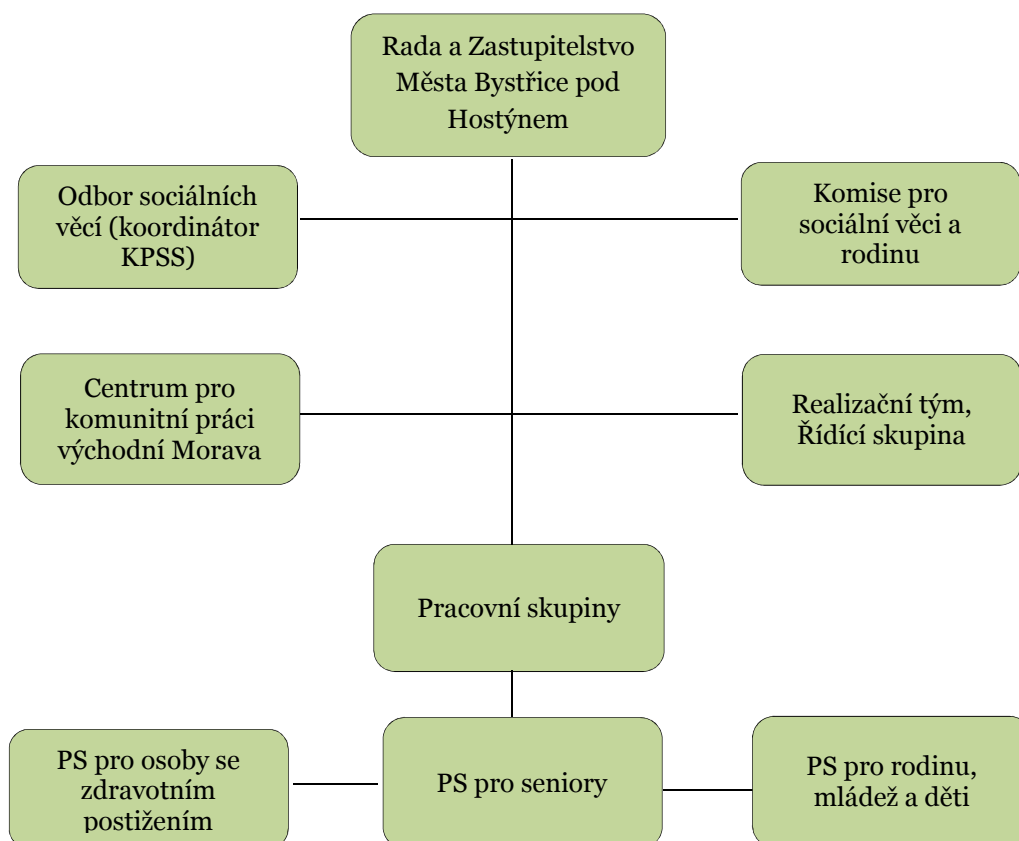 Rada a Zastupitelstvo
Města Bystřice pod
Hostýnem
Odbor sociálních
věcí (koordinátor
KPSS)
Komise pro
sociální věci a
rodinu
Centrum pro
komunitní práci
východní Morava
Realizační tým,
Řídící skupina
Pracovní skupiny
PS pro osoby se
zdravotním
postižením
PS pro seniory
PS pro rodinu,
mládež a děti